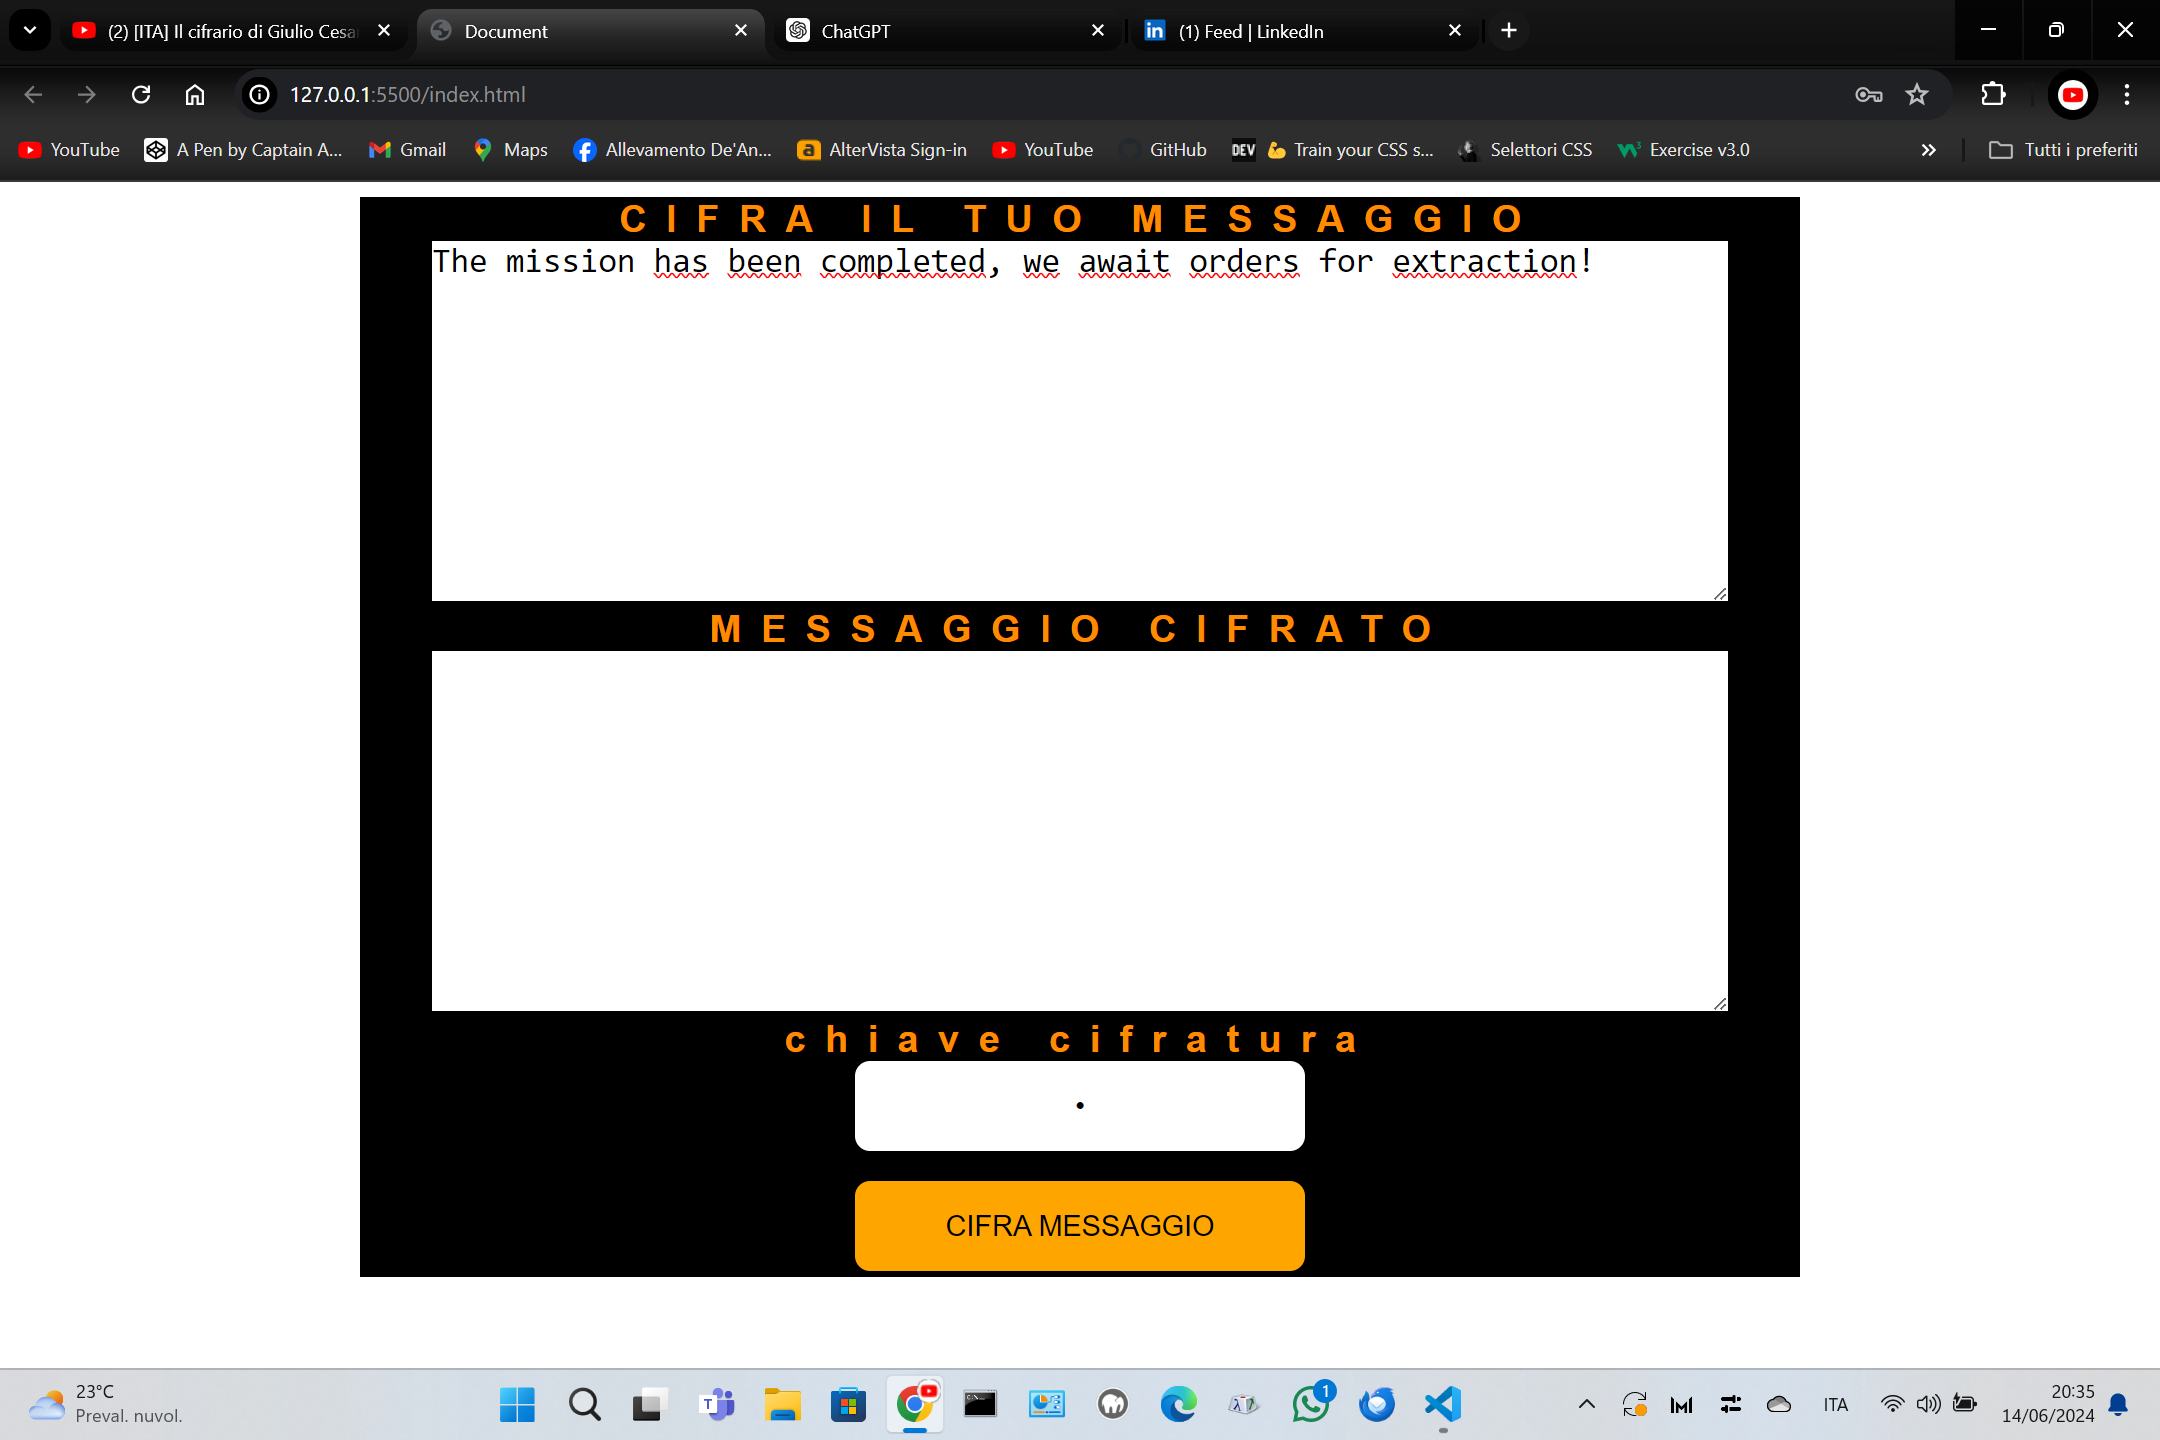 (2) [ITA] Il cifrario di Giulio Cesa
Document
ChatGPT
(1) Feed | LinkedIn
127.0.0.1:5500/index.html
YouTube
A Pen by Captain A...
Gmail
Maps
Allevamento De'An...
AlterVista Sign-in
YouTube
GitHub
DEV
Train your CSS s...
Selettori CSS
Exercise v3.0
Tutti i preferiti
CIFRA IL TUO MESSAGGIO
The mission has been completed, we await orders for extraction!
MESSAGGIO CIFRATO
chiave cifratura
•
CIFRA MESSAGGIO
23°C
Preval. nuvol.
1
ITA
20:35
14/06/2024